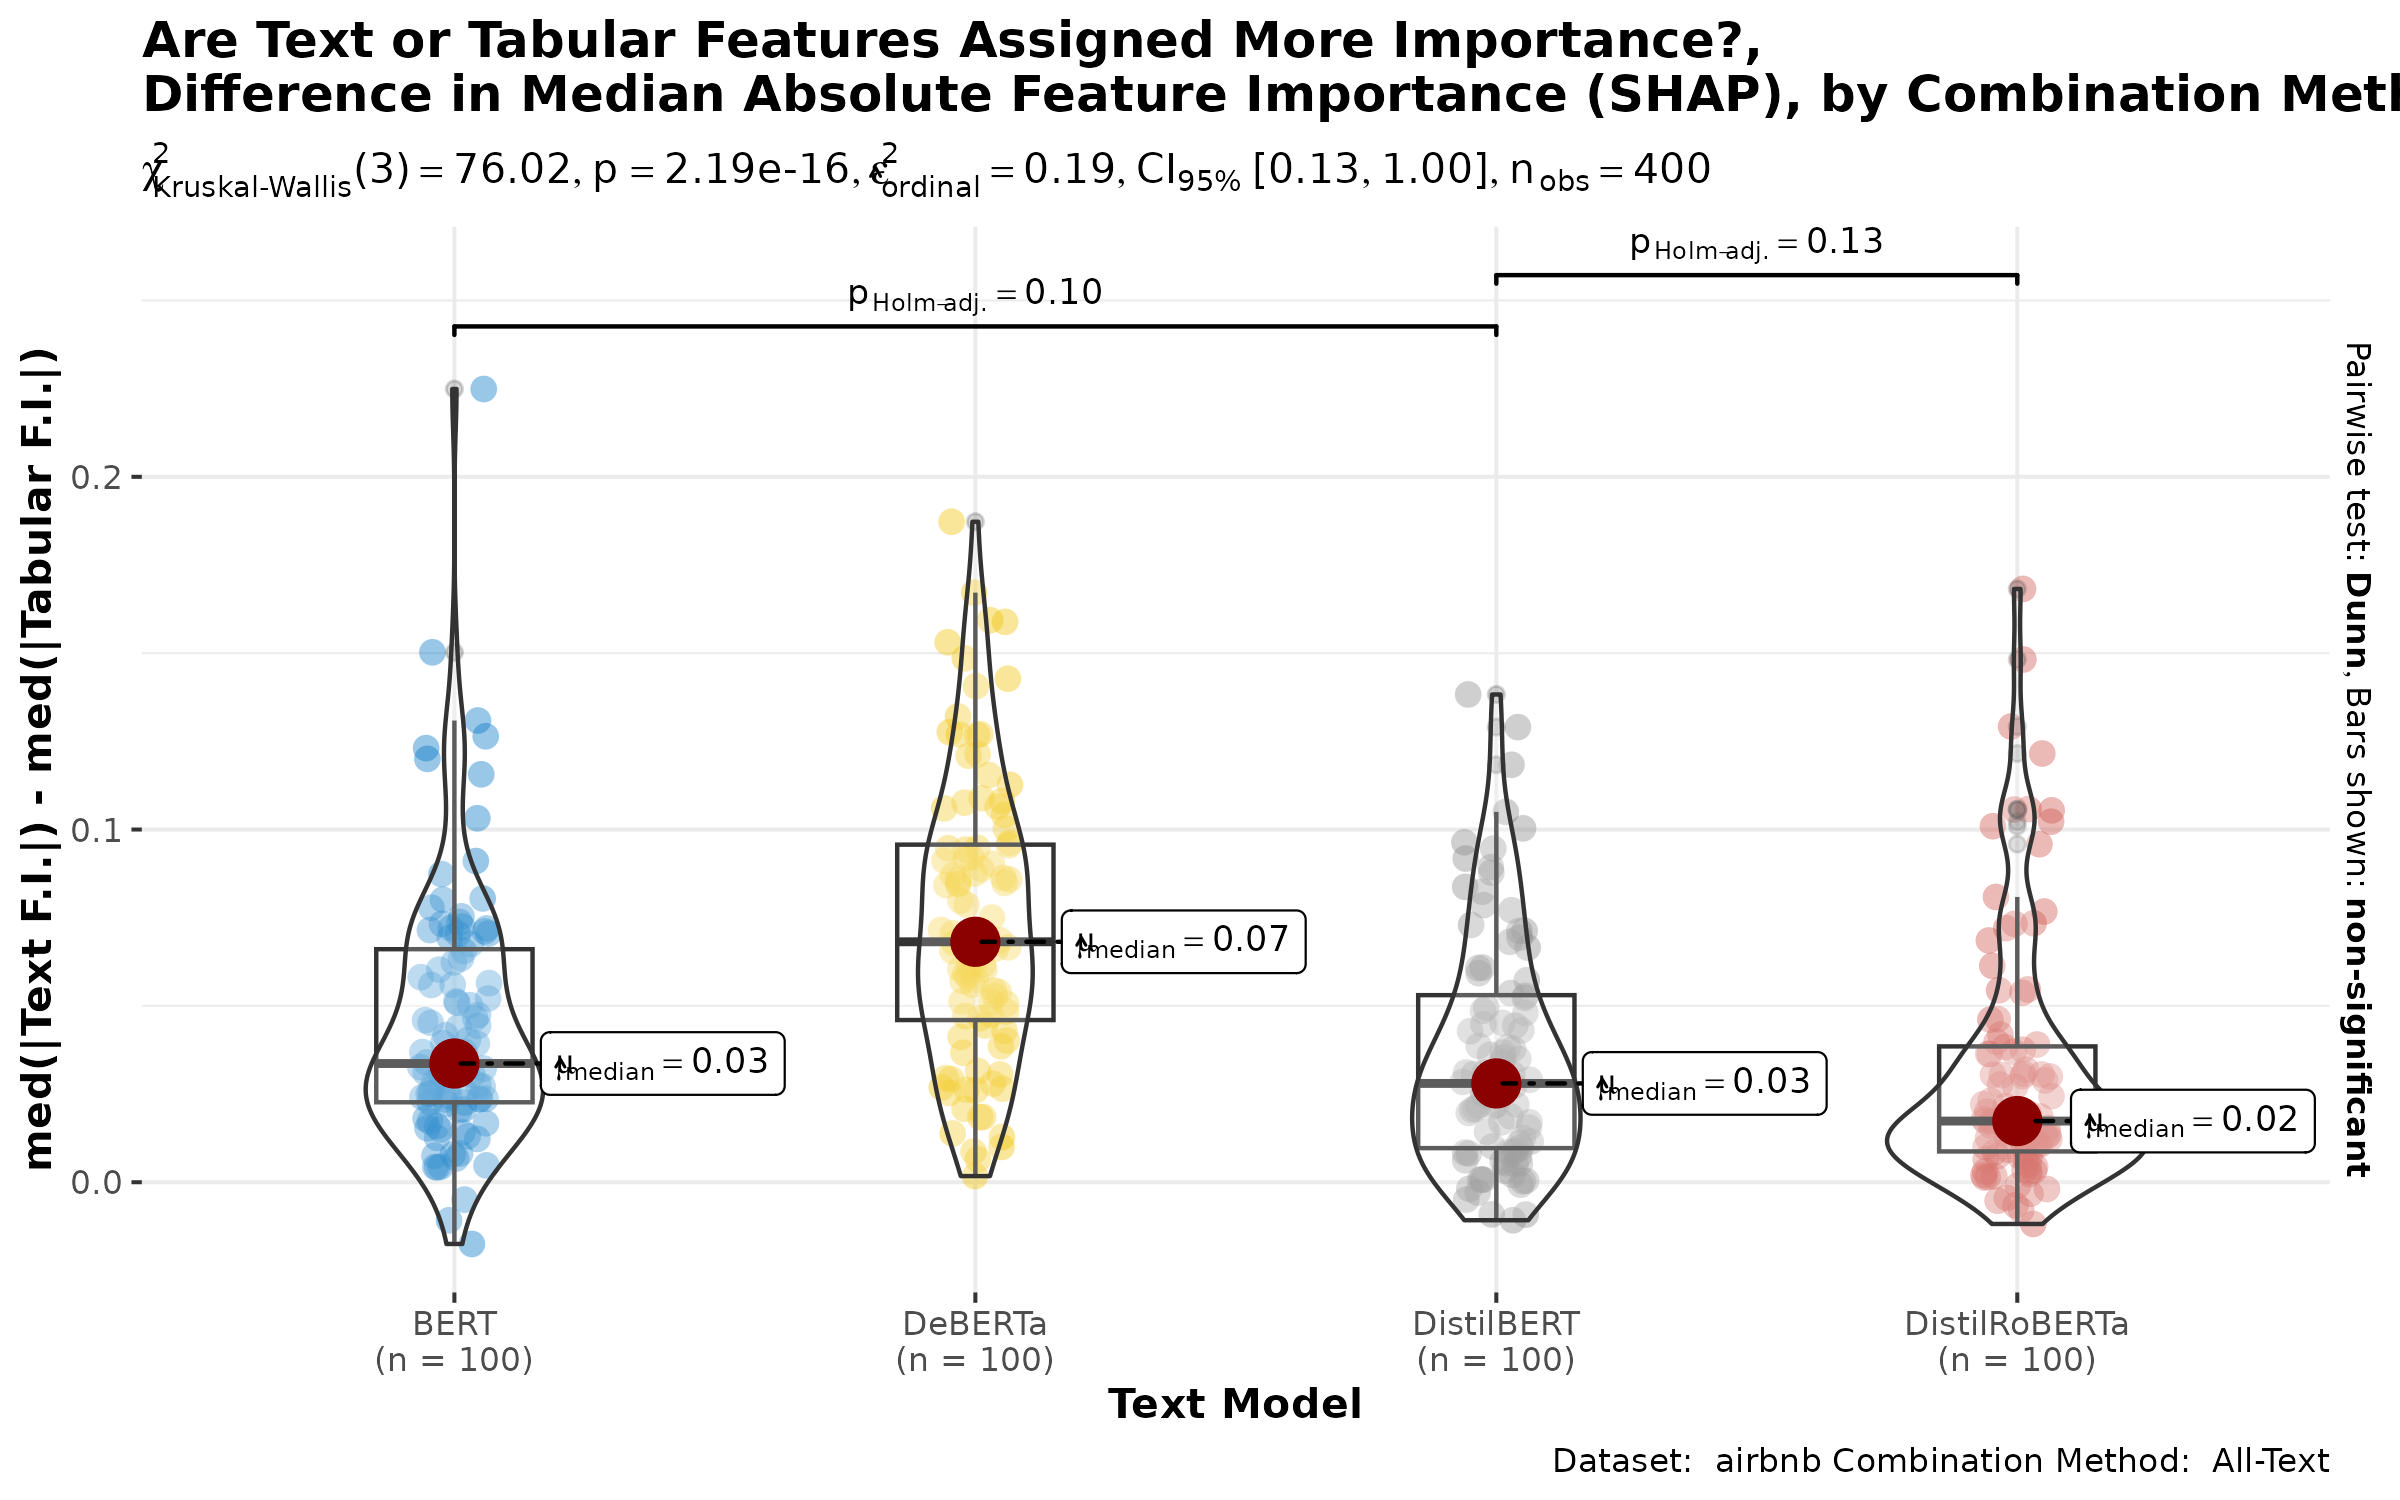 Are Text or Tabular Features Assigned More Importance?,
Difference in Median Absolute Feature Importance (SHAP), by Combination Meth
χ²Kruskal-Wallis(3) = 76.02, p = 2.19e-16, ε̂²ordinal = 0.19, CI95% [0.13, 1.00], nobs = 400
pHolm-adj. = 0.13
pHolm-adj. = 0.10
med(|Text F.I.|) - med(|Tabular F.I.|)
0.2
0.1
0.0
μ̂median = 0.03
μ̂median = 0.07
μ̂median = 0.03
μ̂median = 0.02
Pairwise test: Dunn, Bars shown: non-significant
BERT
(n = 100)
DeBERTa
(n = 100)
DistilBERT
(n = 100)
DistilRoBERTa
(n = 100)
Text Model
Dataset: airbnb Combination Method: All-Text